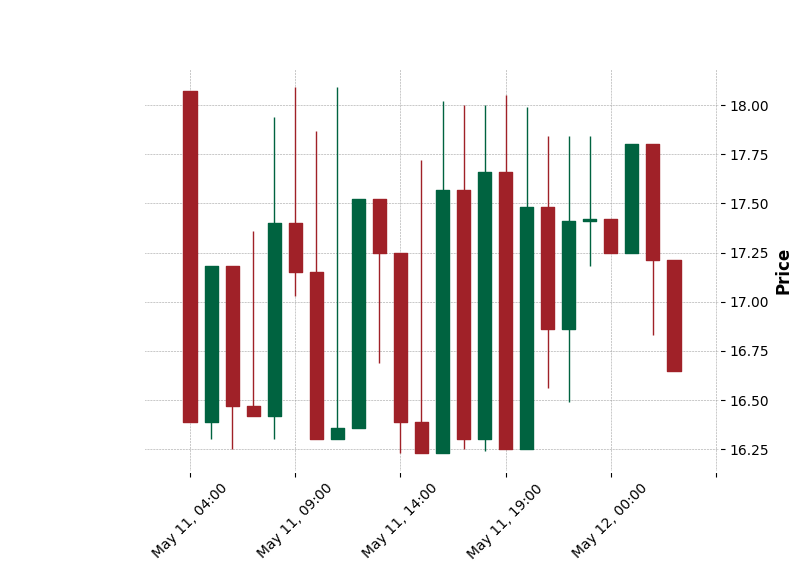 18.00
17.75
17.50
17.25
17.00
16.75
16.50
16.25
Price
May 11, 04:00
May 11, 09:00
May 11, 14:00
May 11, 19:00
May 12, 00:00